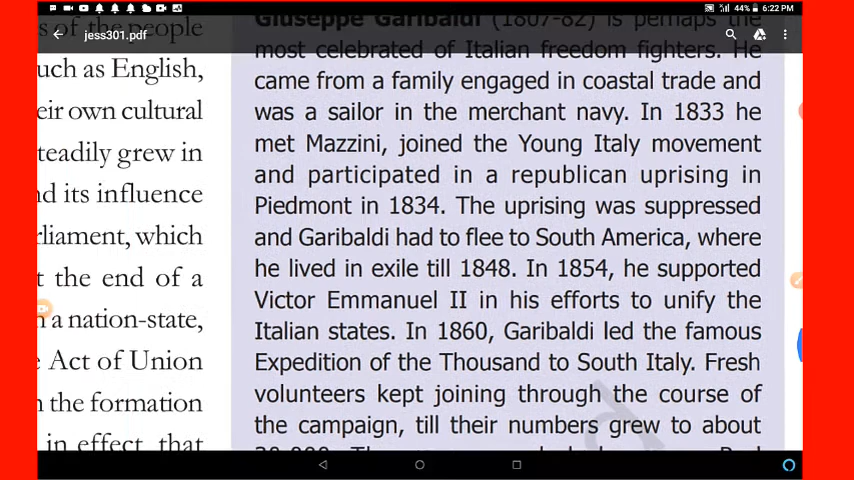 44% 6:22 PM
jess301.pdf
s of the people
uch as English,
eir own cultural
teadily grew in
nd its influence
rliament, which
t the end of a
n a nation-state,
e Act of Union
n the formation
in effect, that
Giuseppe Garibaldi (1807-82) is perhaps the
most celebrated of Italian freedom fighters. He
came from a family engaged in coastal trade and
was a sailor in the merchant navy. In 1833 he
met Mazzini, joined the Young Italy movement
and participated in a republican uprising in
Piedmont in 1834. The uprising was suppressed
and Garibaldi had to flee to South America, where
he lived in exile till 1848. In 1854, he supported
Victor Emmanuel II in his efforts to unify the
Italian states. In 1860, Garibaldi led the famous
Expedition of the Thousand to South Italy. Fresh
volunteers kept joining through the course of
the campaign, till their numbers grew to about